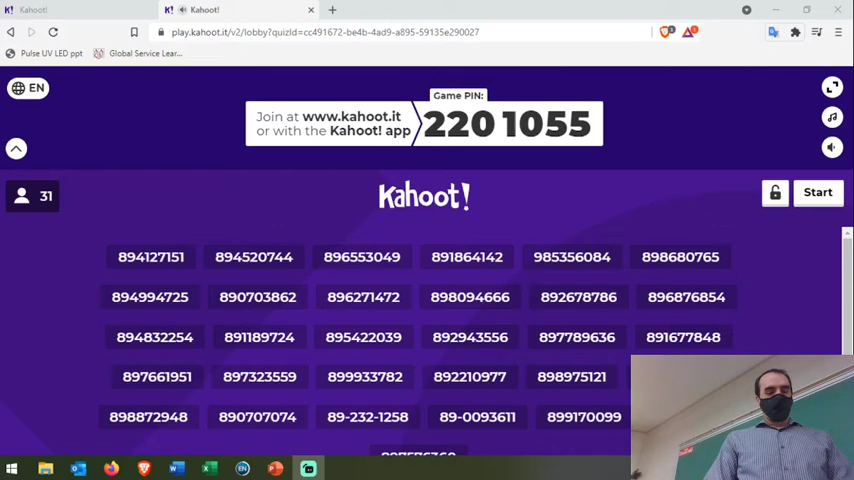 Kahoot!
Kahoot!
play.kahoot.it/v2/lobby?quizId=cc491672-be4b-4ad9-a895-59135e290027
Pulse UV LED ppt
Global Service Lear...
EN
Game PIN:
Join at www.kahoot.it
or with the Kahoot! app
220 1055
31
Kahoot!
Start
894127151 894520744 896553049 891864142 985356084 898680765
894994725 890703862 896271472 898094666 892678786 896876854
894832254 891189724 895422039 892943556 897789636 891677848
897661951 897323559 899933782 892210977 898975121
898872948 890707074 89-232-1258 89-0093611 899170099